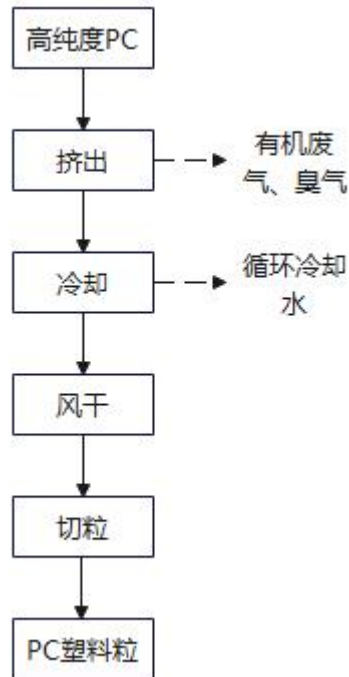 高纯度PC
挤出
有机废
气、臭气
冷却
循环冷却
水
风干
切粒
PC塑料粒